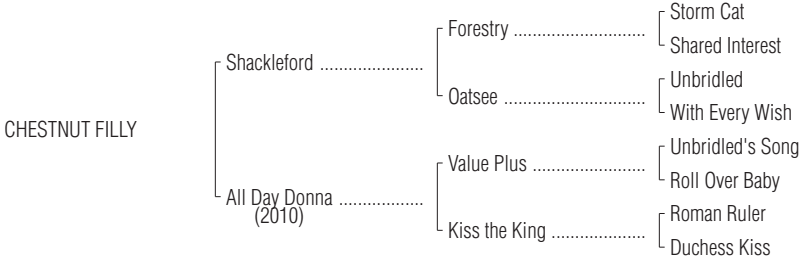 Storm Cat
Forestry ............................
Shared Interest
Shackleford ......................
Unbridled
Oatsee ..............................
With Every Wish
CHESTNUT FILLY
Unbridled's Song
Value Plus ........................
Roll Over Baby
All Day Donna ..................
(2010)
Roman Ruler
Kiss the King ....................
Duchess Kiss